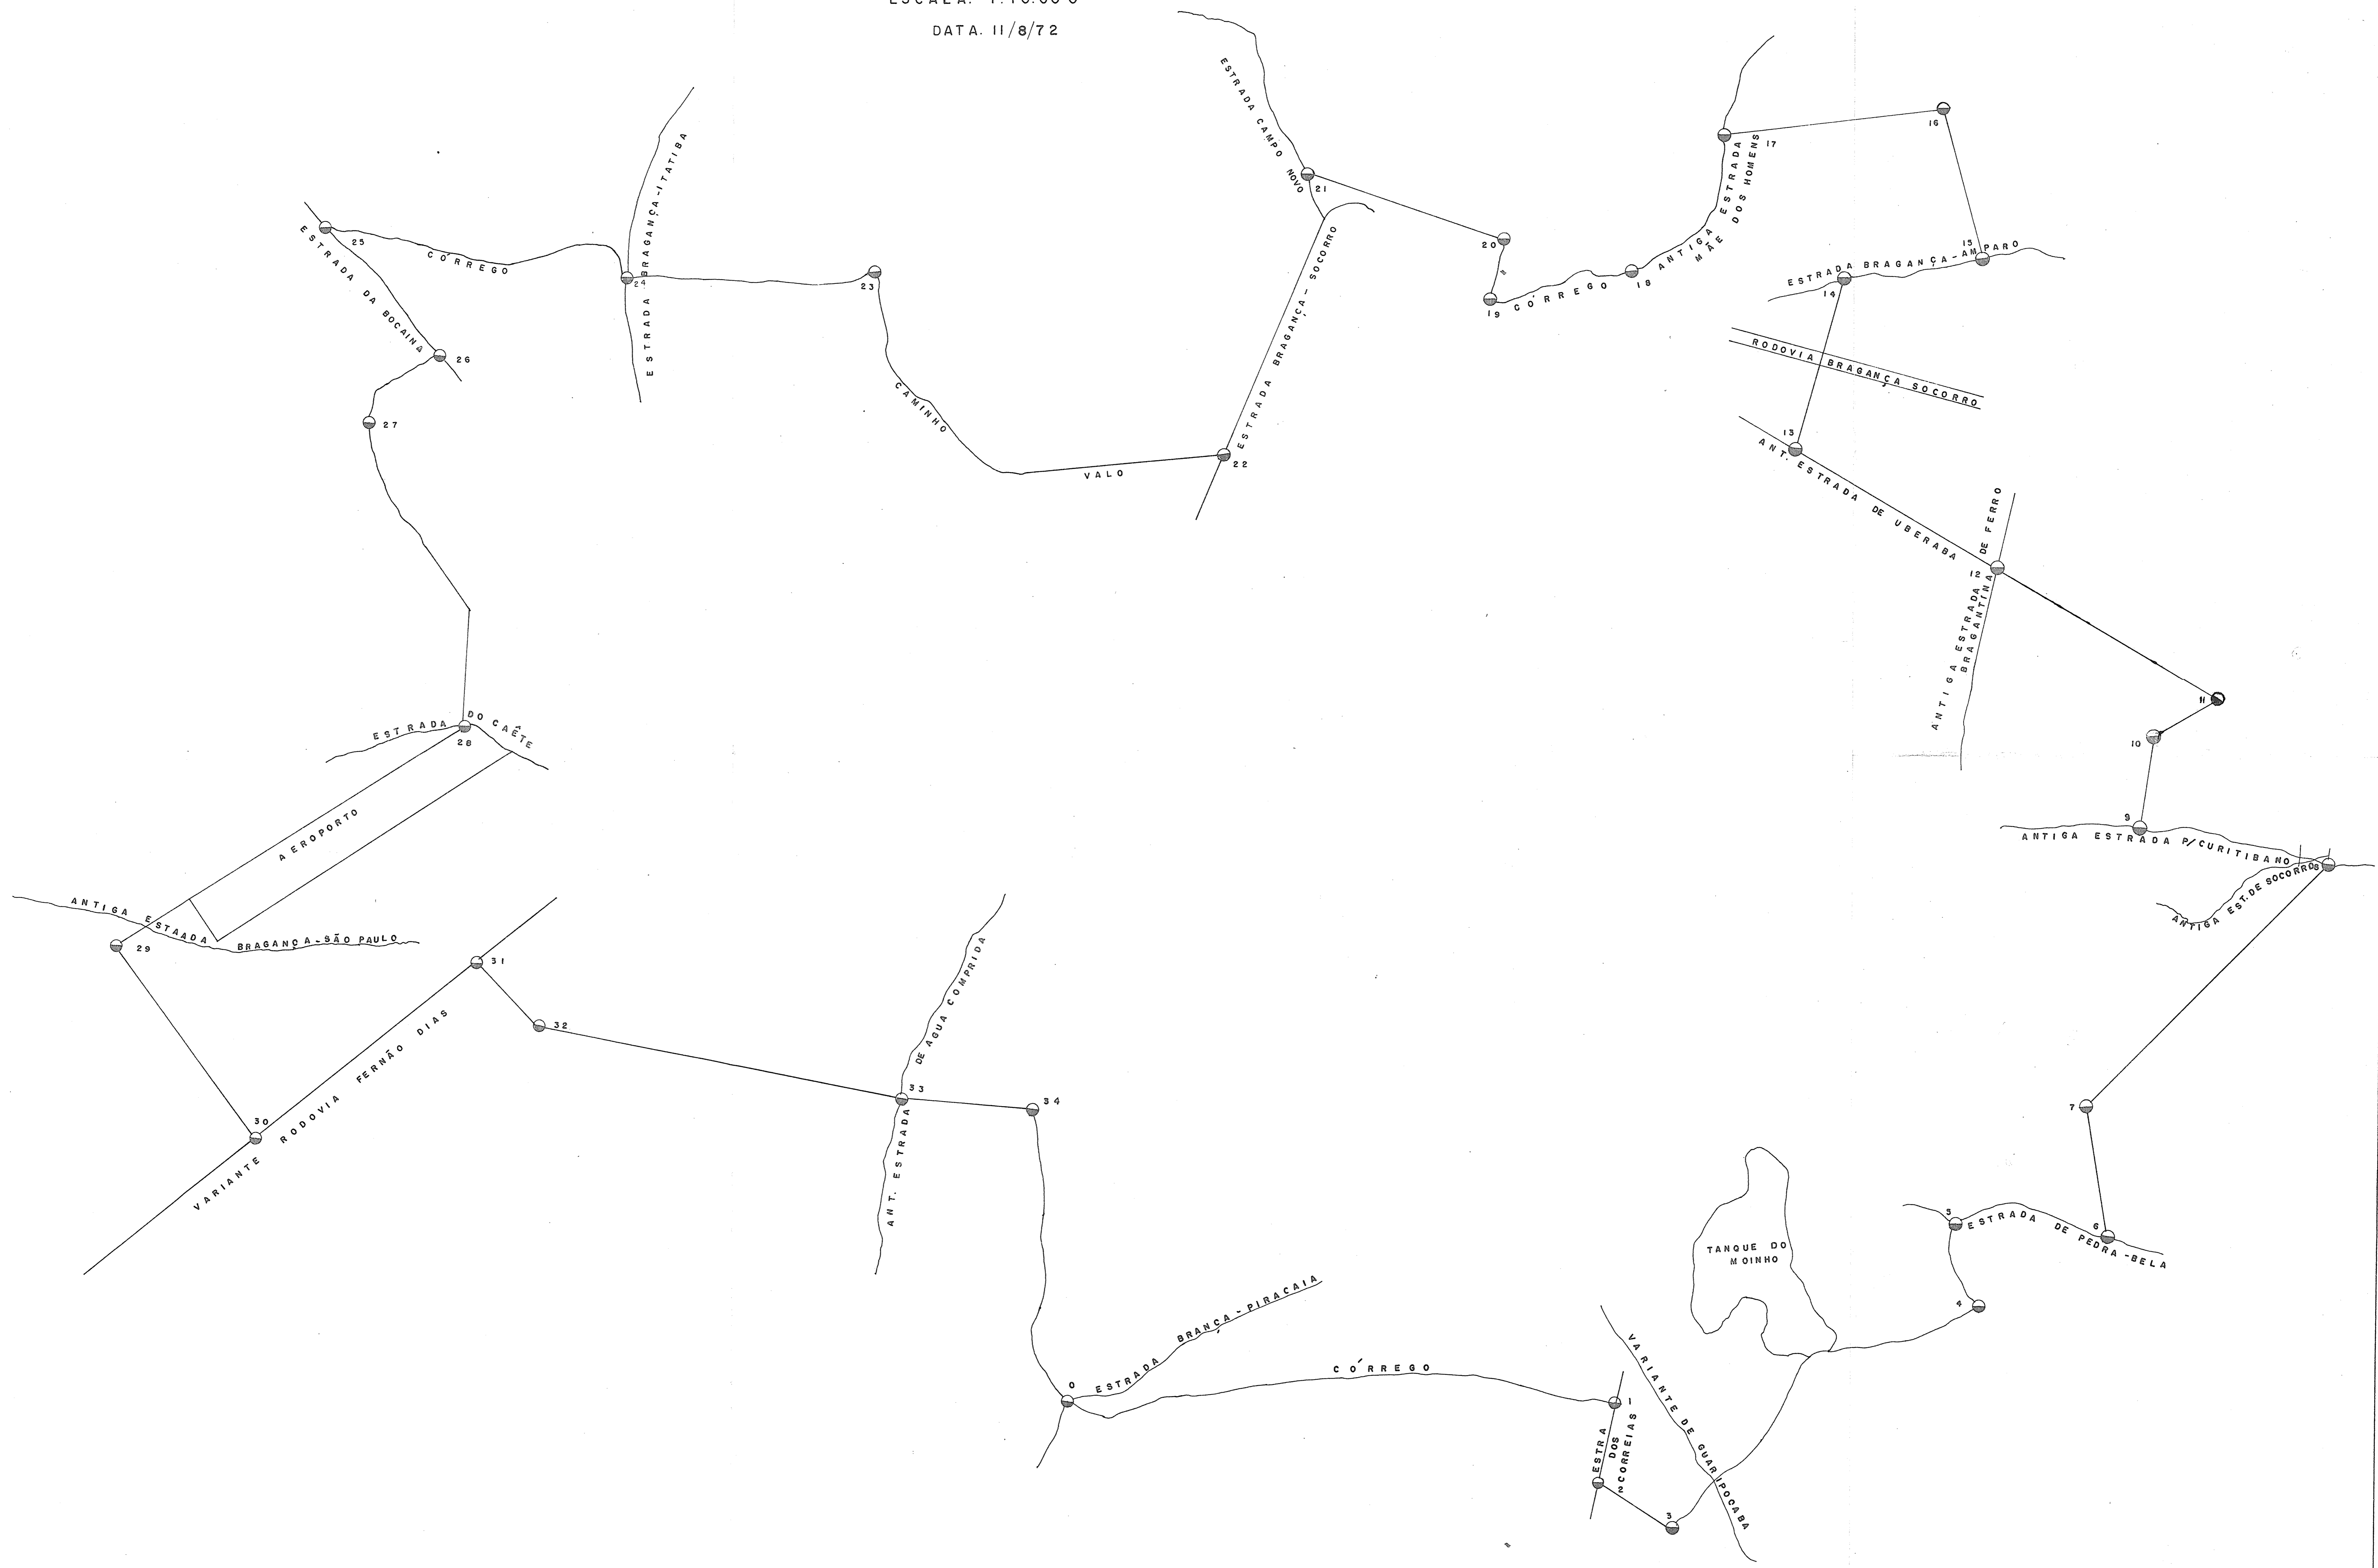 DATA. 11/8/72
ESTRADA CAMPO NOVO
21
ESTRADA BRAGANÇA-ITATIBA
24
25
CÓRREGO
ESTRADA DA BOCAINA
26
27
23
CAMINHO
VALO
22
ESTRADA BRAGANÇA-SOCORRO
20
19
CÓRREGO
18
ANTIGA ESTRADA
MÃE DOS HOMENS
17
16
15
ESTRADA BRAGANÇA-AMPARO
14
RODOVIA BRAGANÇA SOCORRO
13
ANT. ESTRADA DE UBERABA
12
ANTIGA ESTRADA DE FERRO
BRAGANTINA
11
10
9
ANTIGA ESTRADA P/CURITIBANOS
ANTIGA EST. DE SOCORRO
ESTRADA DO CAÊTE
28
AEROPORTO
ANTIGA ESTAADA BRAGANÇA-SÃO PAULO
29
30
VARIANTE RODOVIA FERNÃO DIAS
31
32
33
ANT. ESTRADA DE AGUA COMPRIDA
34
7
6
5
ESTRADA DE PEDRA-BELA
4
TANQUE DO
MOINHO
0
ESTRADA BRANÇA-PIRACAIA
CÓRREGO
1
ESTRA
DOS
CORREIAS
2
3
VARIANTE DE GUARIPOCABA